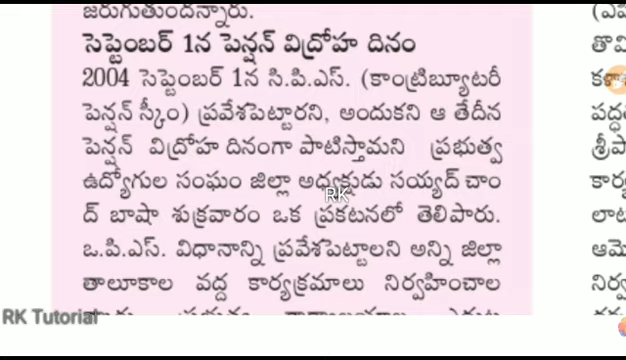 జరుగుతుందన్నారు.
సెప్టెంబర్ 1న పెన్షన్ విద్రోహ దినం
2004 సెప్టెంబర్ 1న సి.పి.ఎస్. (కాంట్రిబ్యూటరీ
పెన్షన్ స్కీం) ప్రవేశపెట్టారని, అందుకని ఆ తేదీన
పెన్షన్ విద్రోహ దినంగా పాటిస్తామని ప్రభుత్వ
ఉద్యోగుల సంఘం జిల్లా అధ్యక్షుడు సయ్యద్ చాం
ద్ బాషా శుక్రవారం ఒక ప్రకటనలో తెలిపారు.
ఒ.పి.ఎస్. విధానాన్ని ప్రవేశపెట్టాలని అన్ని జిల్లా
తాలూకాల వద్ద కార్యక్రమాలు నిర్వహించాల
RK
RK Tutorial